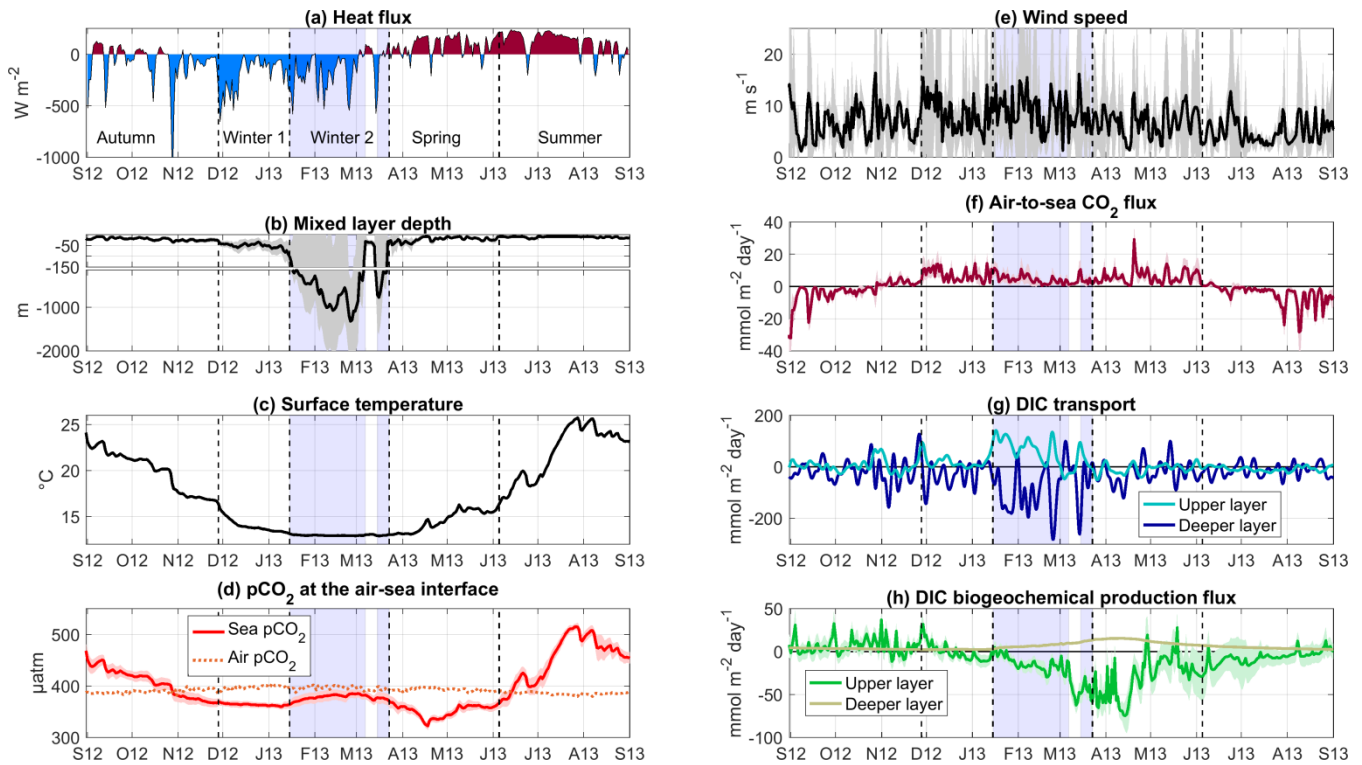 (a) Heat flux
W m-2
0
-500
-1000
Autumn Winter 1 Winter 2 Spring Summer
S12 O12 N12 D12 J13 F13 M13 A13 M13 J13 J13 A13 S13
(b) Mixed layer depth
m
-50
-150
-1000
-2000
S12 O12 N12 D12 J13 F13 M13 A13 M13 J13 J13 A13 S13
(c) Surface temperature
°C
25
20
15
S12 O12 N12 D12 J13 F13 M13 A13 M13 J13 J13 A13 S13
(d) pCO2 at the air-sea interface
µatm
500
400
300
Sea pCO2
Air pCO2
S12 O12 N12 D12 J13 F13 M13 A13 M13 J13 J13 A13 S13
(e) Wind speed
m s-1
20
10
0
S12 O12 N12 D12 J13 F13 M13 A13 M13 J13 J13 A13 S13
(f) Air-to-sea CO2 flux
mmol m-2 day-1
40
20
0
-20
-40
S12 O12 N12 D12 J13 F13 M13 A13 M13 J13 J13 A13 S13
(g) DIC transport
mmol m-2 day-1
200
0
-200
Upper layer
Deeper layer
S12 O12 N12 D12 J13 F13 M13 A13 M13 J13 J13 A13 S13
(h) DIC biogeochemical production flux
mmol m-2 day-1
50
0
-50
-100
Upper layer
Deeper layer
S12 O12 N12 D12 J13 F13 M13 A13 M13 J13 J13 A13 S13